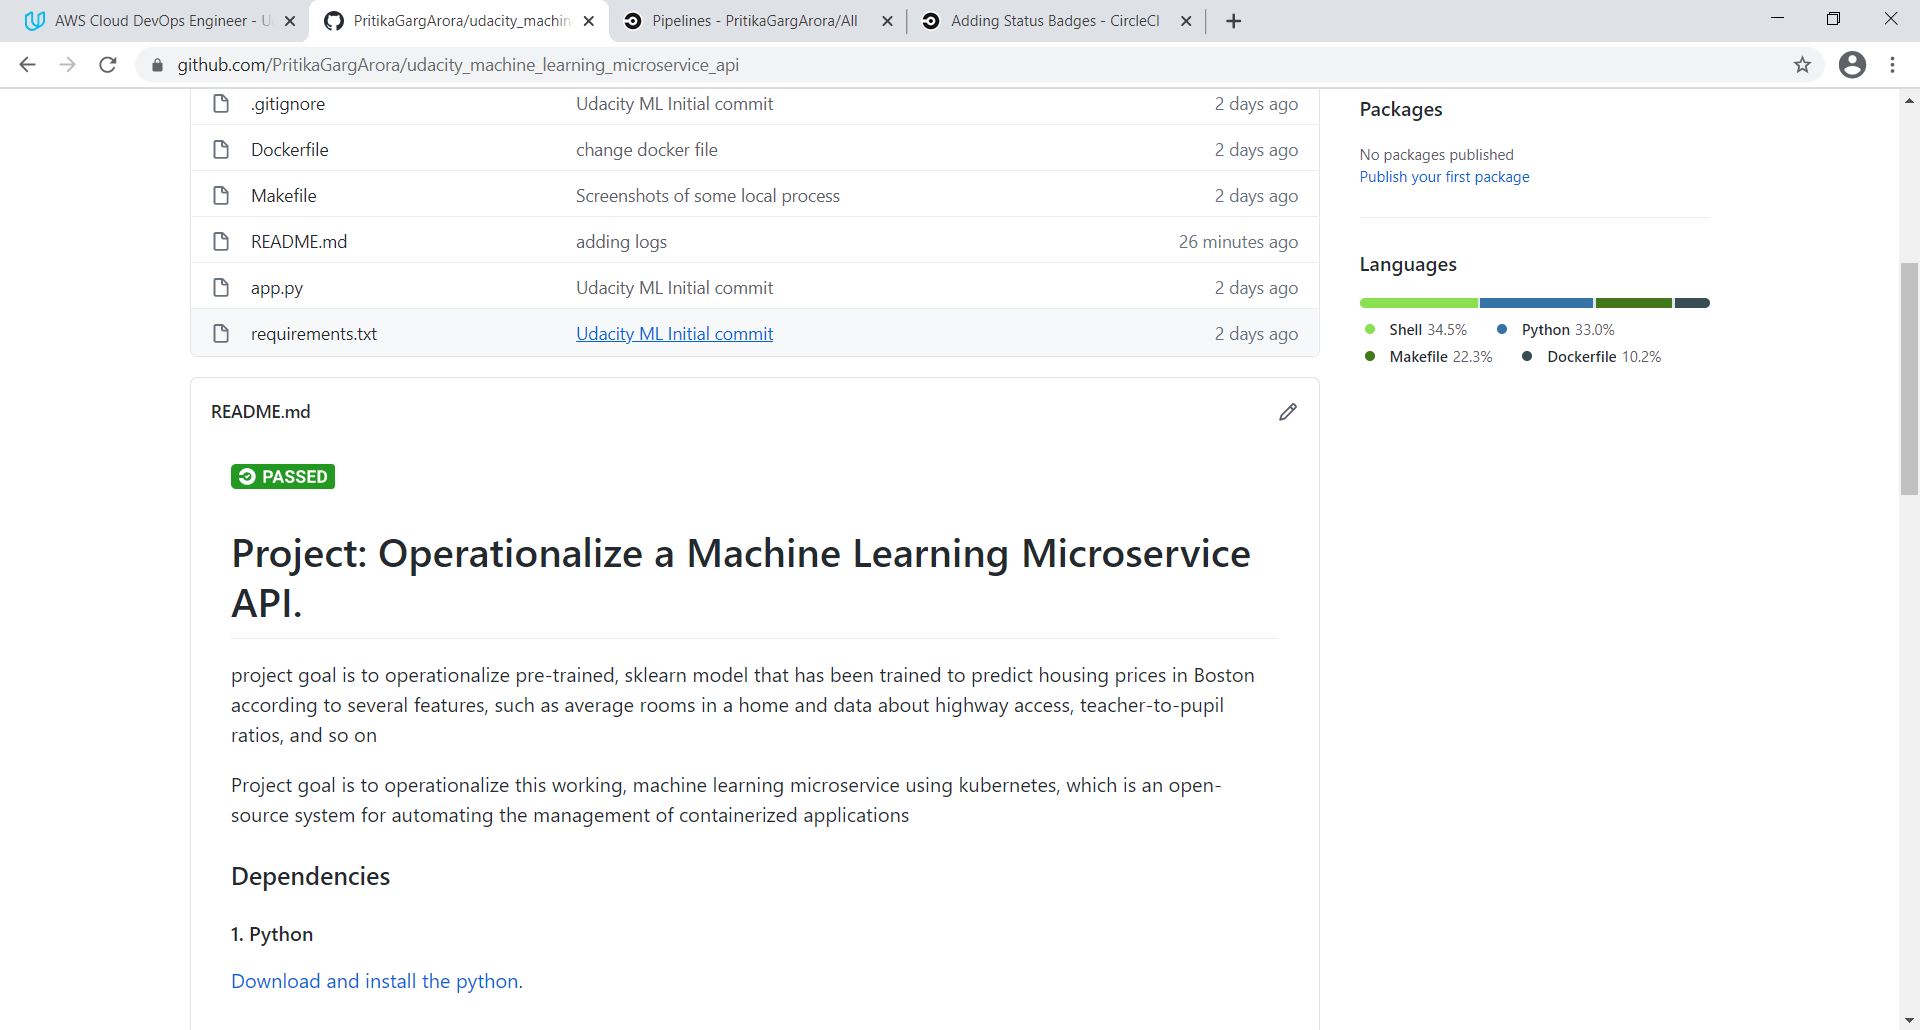 AWS Cloud DevOps Engineer - U
PritikaGargArora/udacity_machin
Pipelines - PritikaGargArora/All
Adding Status Badges - CircleCI
github.com/PritikaGargArora/udacity_machine_learning_microservice_api
.gitignore Udacity ML Initial commit 2 days ago
Dockerfile change docker file 2 days ago
Makefile Screenshots of some local process 2 days ago
README.md adding logs 26 minutes ago
app.py Udacity ML Initial commit 2 days ago
requirements.txt Udacity ML Initial commit 2 days ago
Packages
No packages published
Publish your first package
Languages
Shell 34.5% Python 33.0%
Makefile 22.3% Dockerfile 10.2%
README.md
PASSED
Project: Operationalize a Machine Learning Microservice
API.
project goal is to operationalize pre-trained, sklearn model that has been trained to predict housing prices in Boston
according to several features, such as average rooms in a home and data about highway access, teacher-to-pupil
ratios, and so on
Project goal is to operationalize this working, machine learning microservice using kubernetes, which is an open-
source system for automating the management of containerized applications
Dependencies
1. Python
Download and install the python.